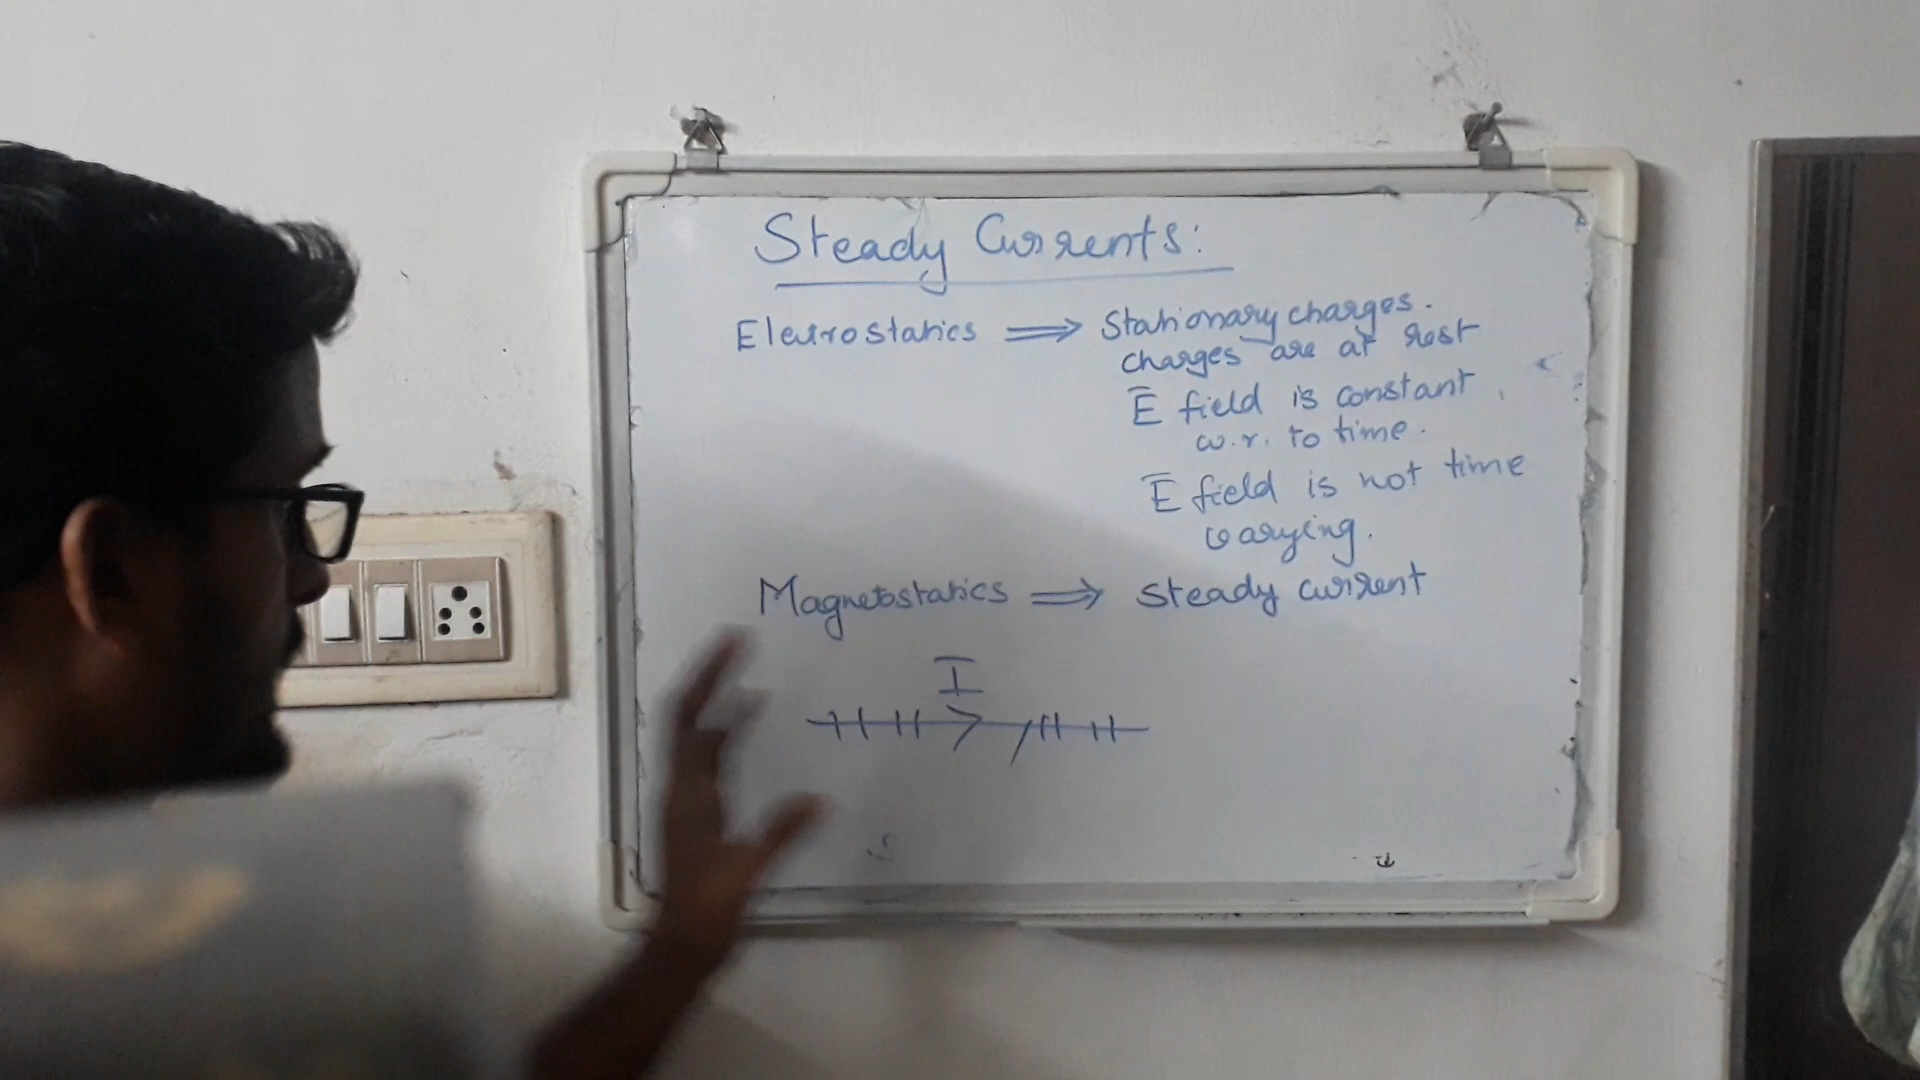 Steady Currents:
Electrostatics ⟹ Stationary charges.
charges are at rest
E̅ field is constant
w.r. to time.
E̅ field is not time
varying.
Magnetostatics ⟹ steady current
I